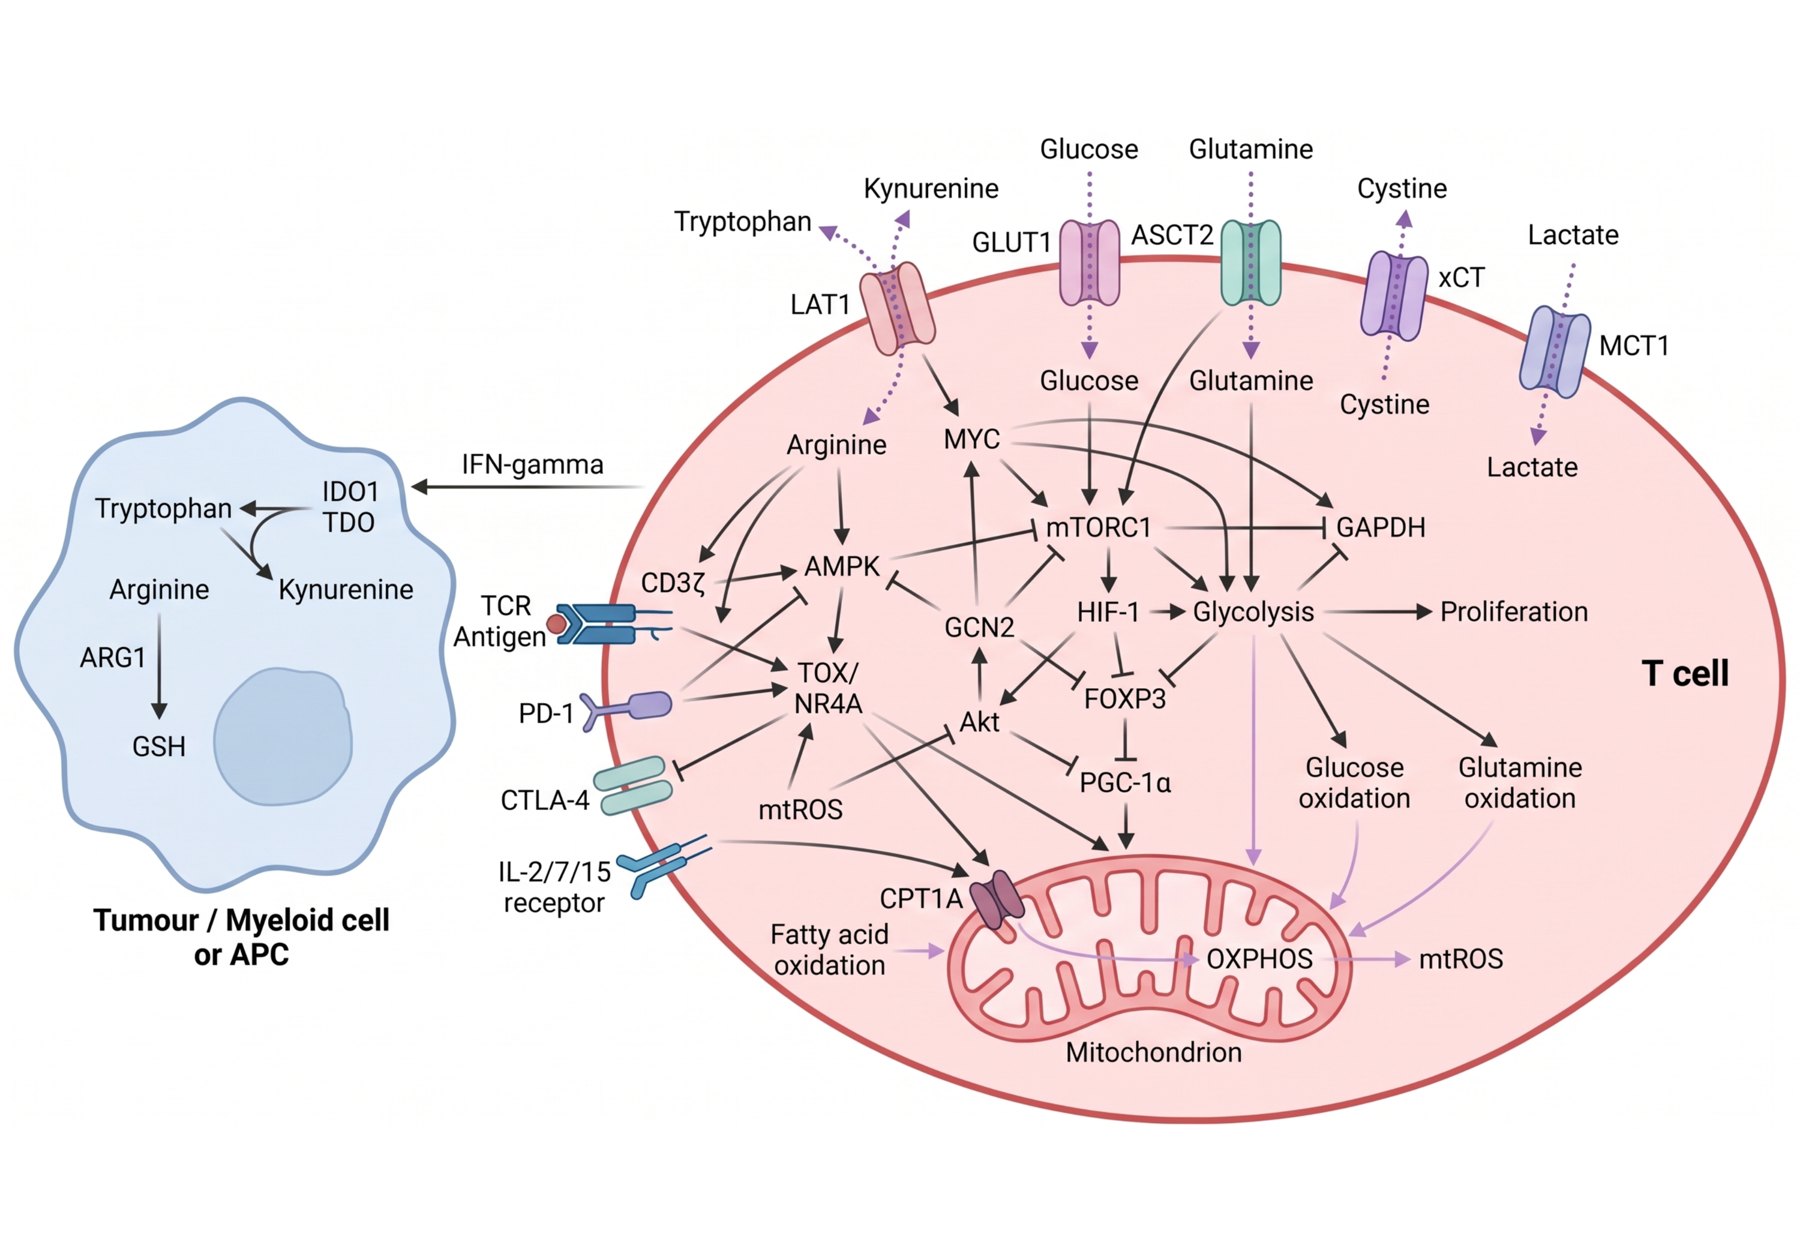 Glucose
Glutamine
Kynurenine
Cystine
Tryptophan
GLUT1
ASCT2
Lactate
xCT
LAT1
MCT1
Glucose
Glutamine
Cystine
Arginine
MYC
Lactate
IFN-gamma
IDO1
TDO
Tryptophan
Arginine
Kynurenine
ARG1
GSH
Tumour / Myeloid cell
or APC
mTORC1
GAPDH
CD3ζ
AMPK
TCR
Antigen
GCN2
HIF-1
Glycolysis
Proliferation
T cell
TOX/
NR4A
PD-1
Akt
FOXP3
CTLA-4
mtROS
PGC-1α
Glucose
oxidation
Glutamine
oxidation
IL-2/7/15
receptor
CPT1A
Fatty acid
oxidation
OXPHOS
mtROS
Mitochondrion